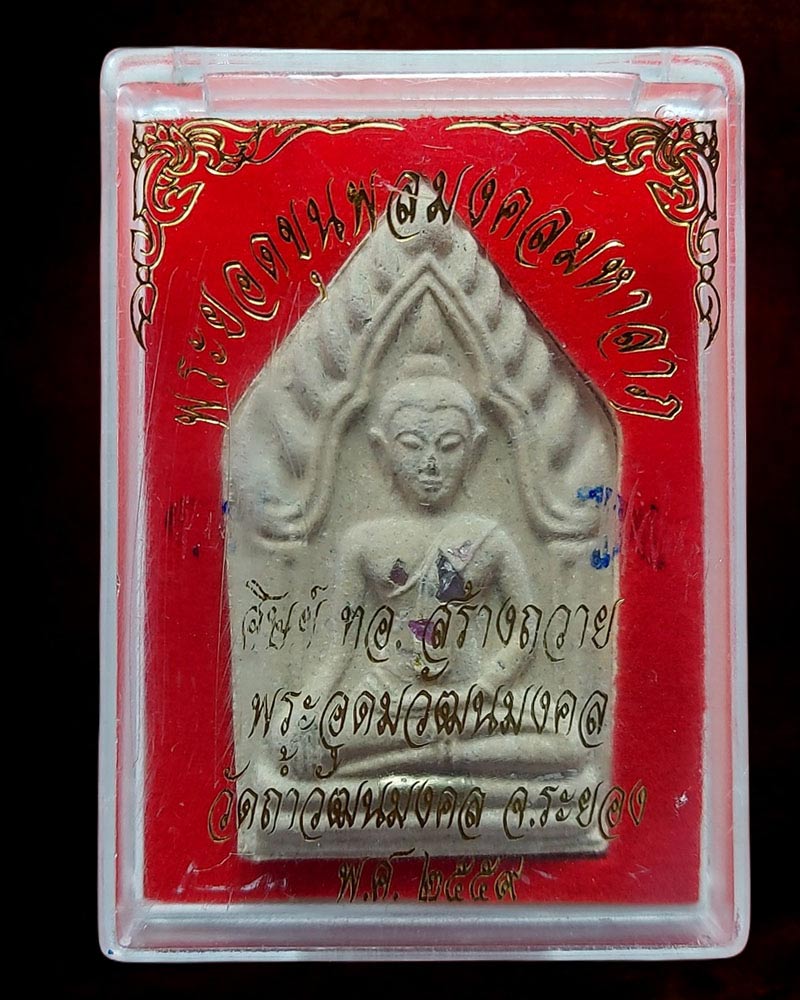 พระยอดขุนพลมงคลมหาลาภ
ศิษย์ ทอ. สร้างถวาย
พระอุดมวัฒนมงคล
วัดถ้ำวัฒนมงคล จ.ระยอง
พ.ศ. ๒๕๕๙